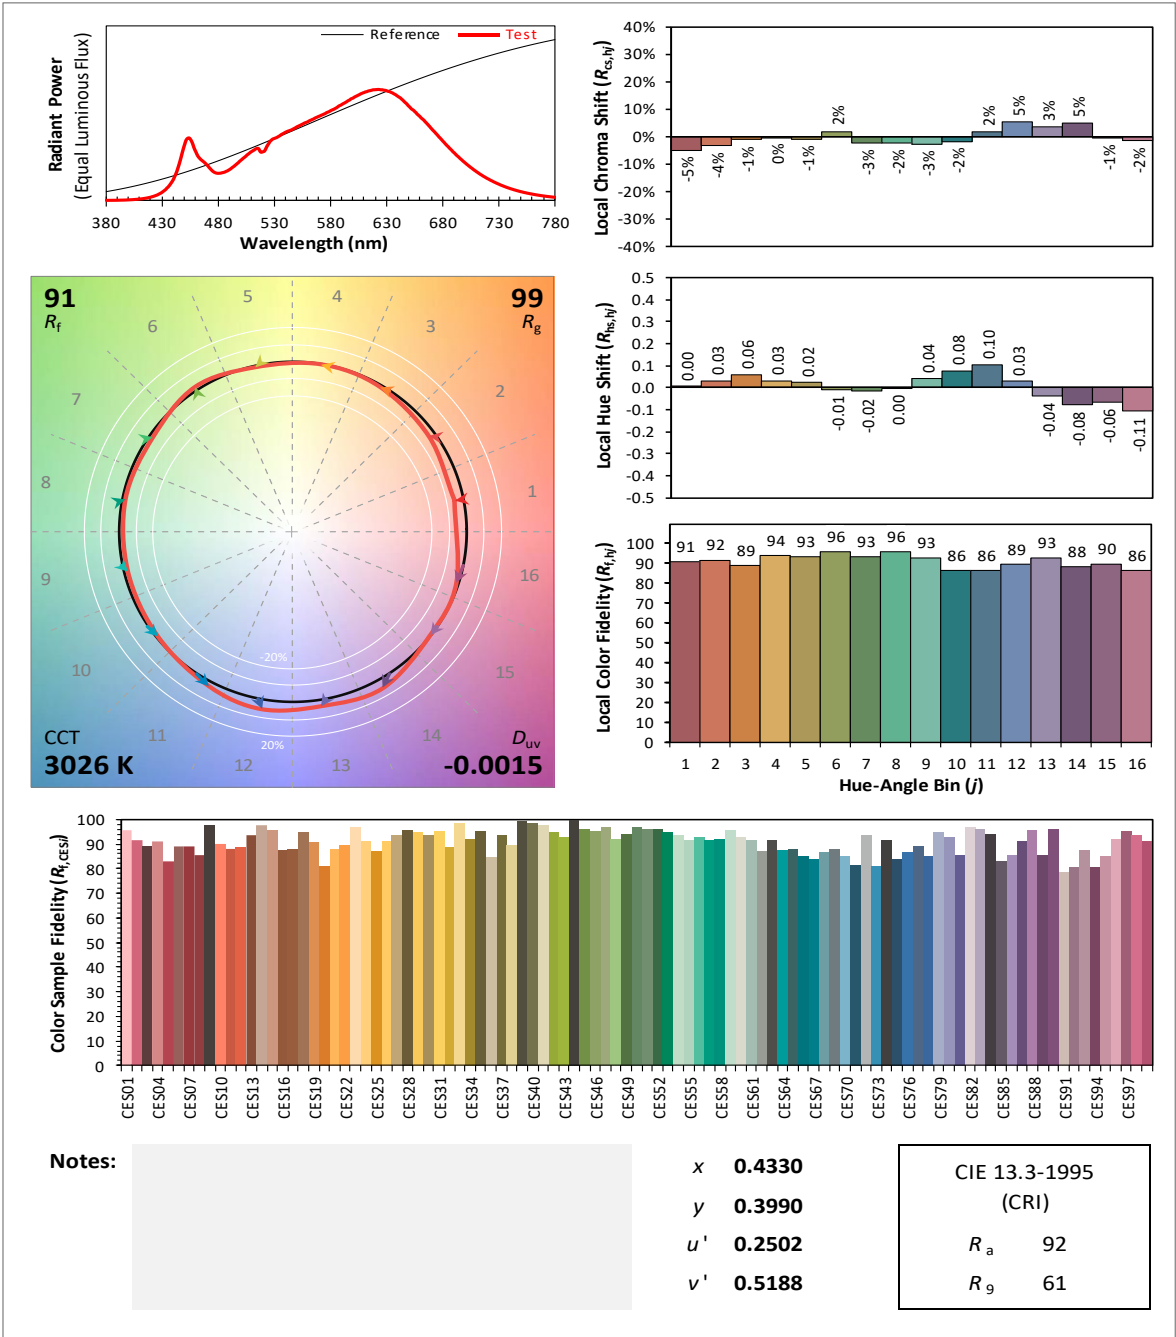 Radiant Power
(Equal Luminous Flux)
Reference
Test
380 430 480 530 580 630 680 730 780
Wavelength (nm)
Local Chroma Shift (Rcs,hj)
40%
30%
20%
10%
0%
-10%
-20%
-30%
-40%
-5% -4% -1% 0% -1% 2% -3% -2% -3% -2% 2% 5% 3% 5% -1% -2%
91
Rf
99
Rg
5 4
6 3
7 2
8 1
9 16
10 15
11 14
12 13
-20%
20%
CCT
3026 K
Duv
-0.0015
Local Hue Shift (Rhs,hj)
0.5
0.4
0.3
0.2
0.1
0.0
-0.1
-0.2
-0.3
-0.4
-0.5
0.00 0.03 0.06 0.03 0.02 -0.01 -0.02 0.00 0.04 0.08 0.10 0.03 -0.04 -0.08 -0.06 -0.11
Local Color Fidelity (Rf,hj)
100
90
80
70
60
50
40
30
20
10
0
91 92 89 94 93 96 93 96 93 86 86 89 93 88 90 86
1 2 3 4 5 6 7 8 9 10 11 12 13 14 15 16
Hue-Angle Bin (j)
Color Sample Fidelity (Rf,CESi)
100
90
80
70
60
50
40
30
20
10
0
CES01 CES04 CES07 CES10 CES13 CES16 CES19 CES22 CES25 CES28 CES31 CES34 CES37 CES40 CES43 CES46 CES49 CES52 CES55 CES58 CES61 CES64 CES67 CES70 CES73 CES76 CES79 CES82 CES85 CES88 CES91 CES94 CES97
Notes:
x 0.4330
y 0.3990
u' 0.2502
v' 0.5188
CIE 13.3-1995
(CRI)
Ra 92
R9 61